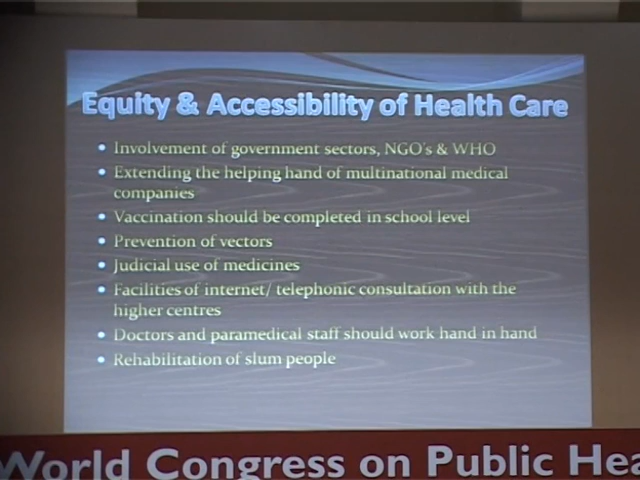 Equity & Accessibility of Health Care
• Involvement of government sectors, NGO's & WHO
• Extending the helping hand of multinational medical
companies
• Vaccination should be completed in school level
• Prevention of vectors
• Judicial use of medicines
• Facilities of internet/ telephonic consultation with the
higher centres
• Doctors and paramedical staff should work hand in hand
• Rehabilitation of slum people
World Congress on Public Hea